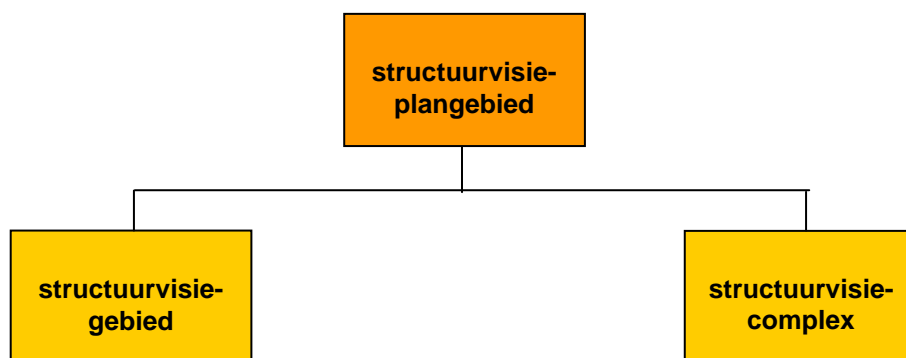 structuurvisie-
plangebied
structuurvisie-
gebied
structuurvisie-
complex